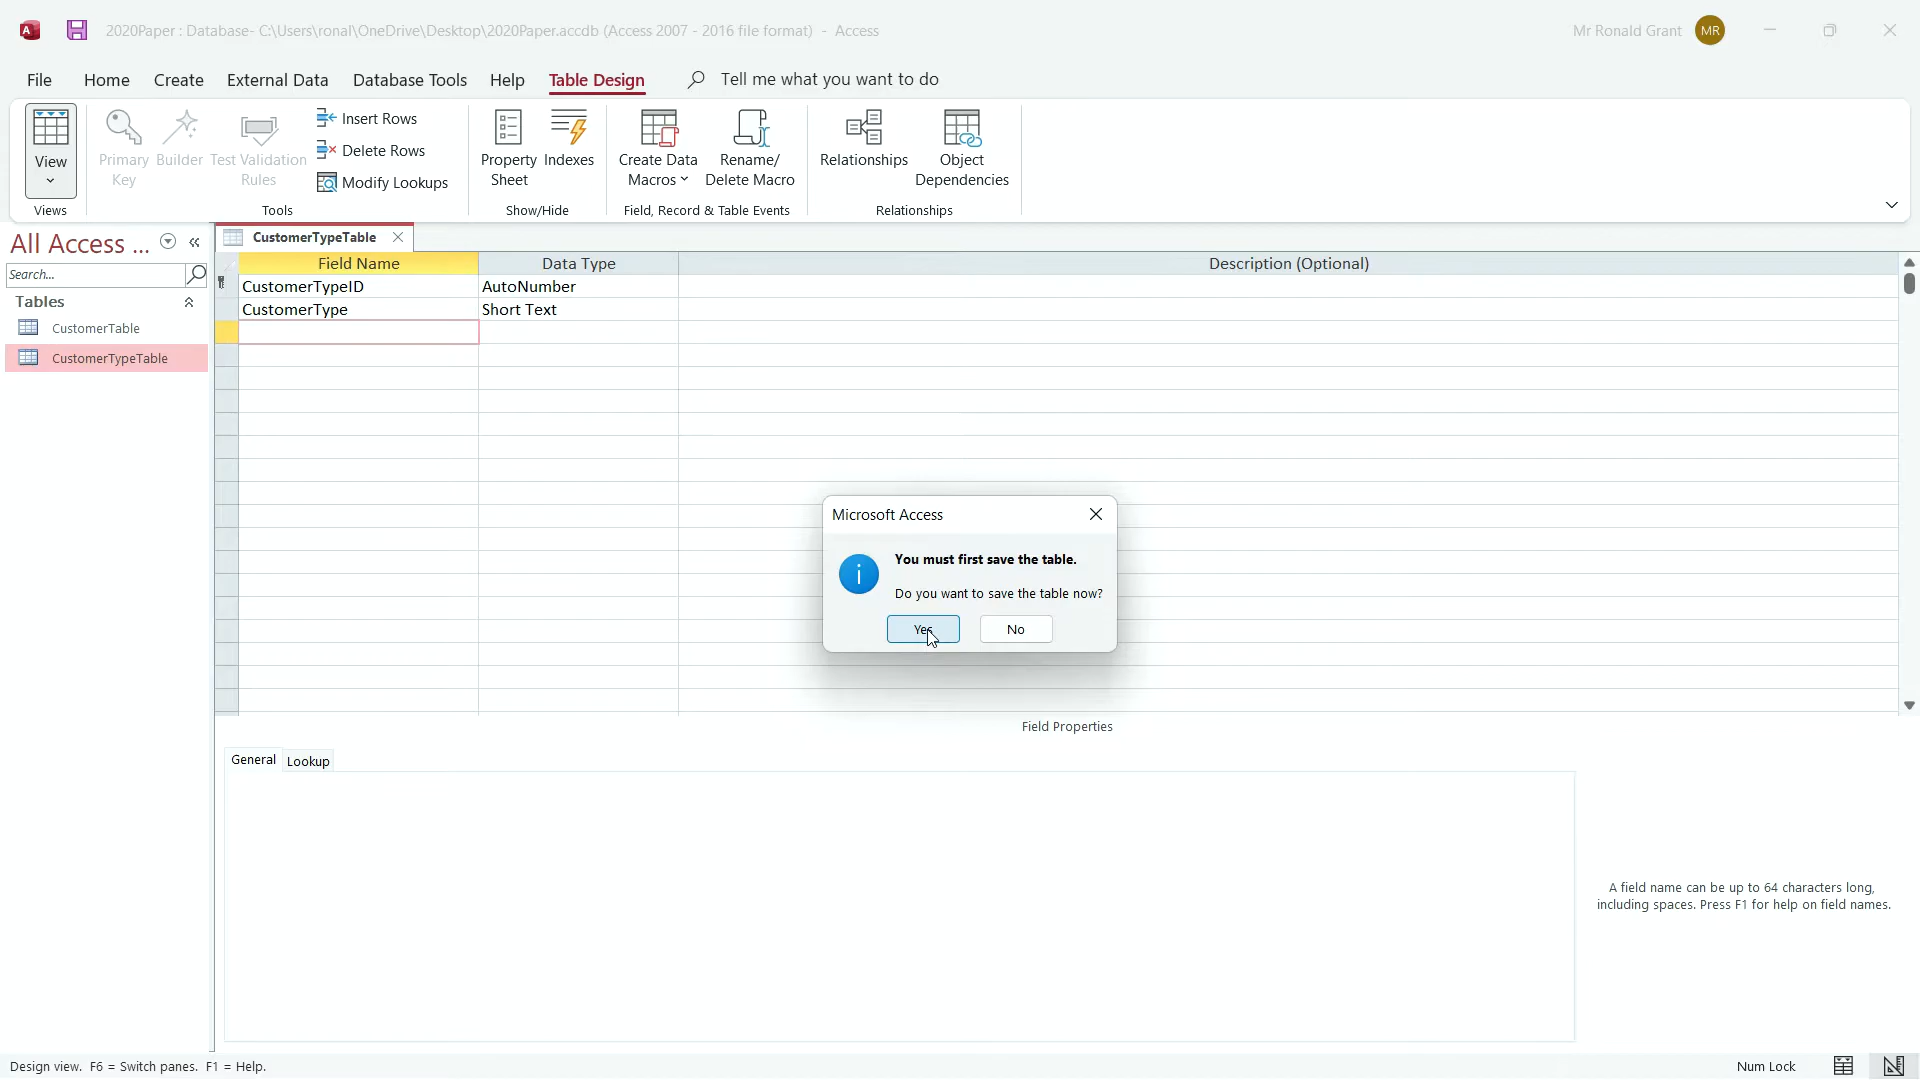 2020Paper : Database- C:\Users\ronal\OneDrive\Desktop\2020Paper.accdb (Access 2007 - 2016 file format) - Access
Mr Ronald Grant
MR
File Home Create External Data Database Tools Help Table Design Tell me what you want to do
View
Primary Key
Builder
Test Validation Rules
Insert Rows
Delete Rows
Modify Lookups
Property Sheet
Indexes
Create Data Macros
Rename/ Delete Macro
Relationships
Object Dependencies
Views
Tools
Show/Hide
Field, Record & Table Events
Relationships
All Access ...
CustomerTypeTable
Search...
Field Name Data Type Description (Optional)
CustomerTypeID AutoNumber
CustomerType Short Text
Tables
CustomerTable
CustomerTypeTable
Microsoft Access
You must first save the table.
Do you want to save the table now?
Yes No
Field Properties
General Lookup
A field name can be up to 64 characters long,
including spaces. Press F1 for help on field names.
Design view. F6 = Switch panes. F1 = Help.
Num Lock